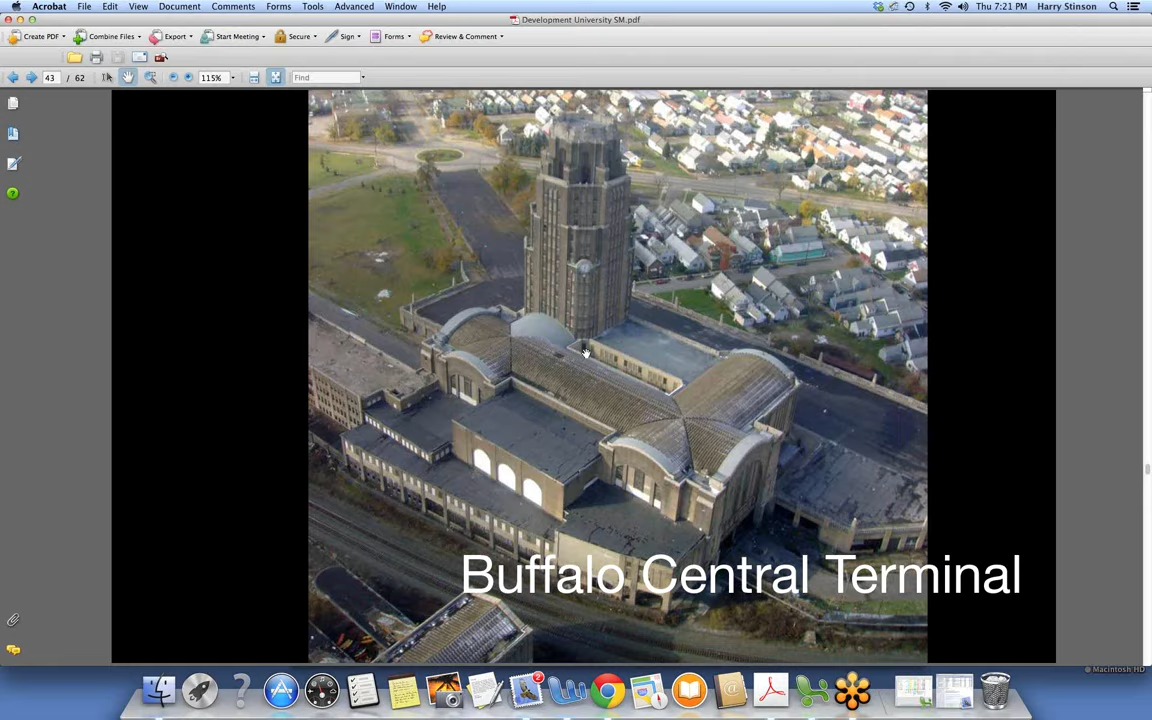 Acrobat File Edit View Document Comments Forms Tools Advanced Window Help Thu 7:21 PM Harry Stinson
Development University SM.pdf
Create PDF Combine Files Export Start Meeting Secure Sign Forms Review & Comment
43 / 62 115% Find
Buffalo Central Terminal
Macintosh HD
2